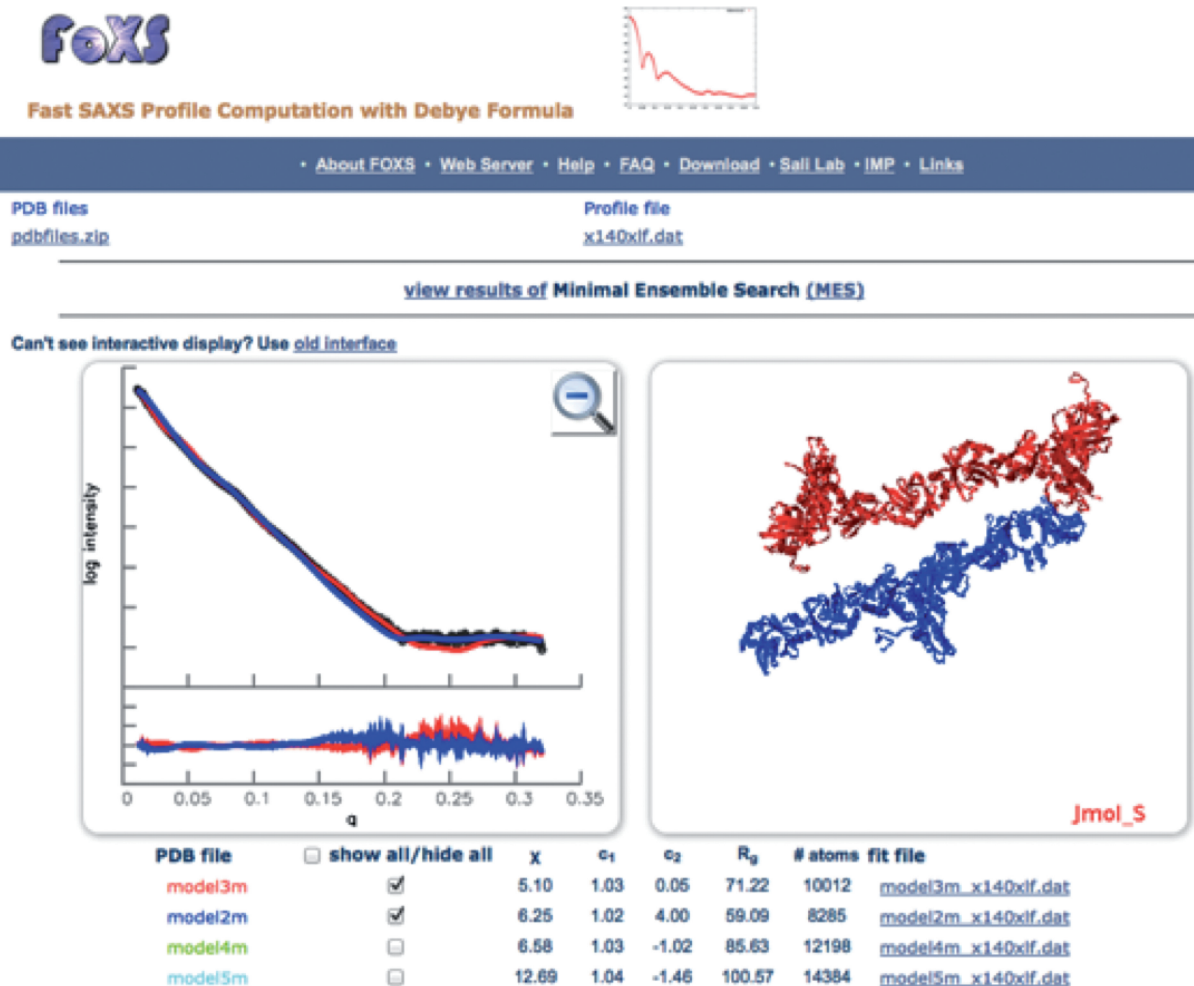 FoXS
Fast SAXS Profile Computation with Debye Formula
• About FOXS • Web Server • Help • FAQ • Download • Sali Lab • IMP • Links
PDB files Profile file
pdbfiles.zip x140xlf.dat
view results of Minimal Ensemble Search (MES)
Can't see interactive display? Use old interface
log intensity
0 0.05 0.1 0.15 0.2 0.25 0.3 0.35
q
Jmol_S
PDB file show all/hide all χ c1 c2 Rg # atoms fit file
model3m 5.10 1.03 0.05 71.22 10012 model3m_x140xlf.dat
model2m 6.25 1.02 4.00 59.09 8285 model2m_x140xlf.dat
model4m 6.58 1.03 -1.02 85.63 12198 model4m_x140xlf.dat
model5m 12.69 1.04 -1.46 100.57 14384 model5m_x140xlf.dat